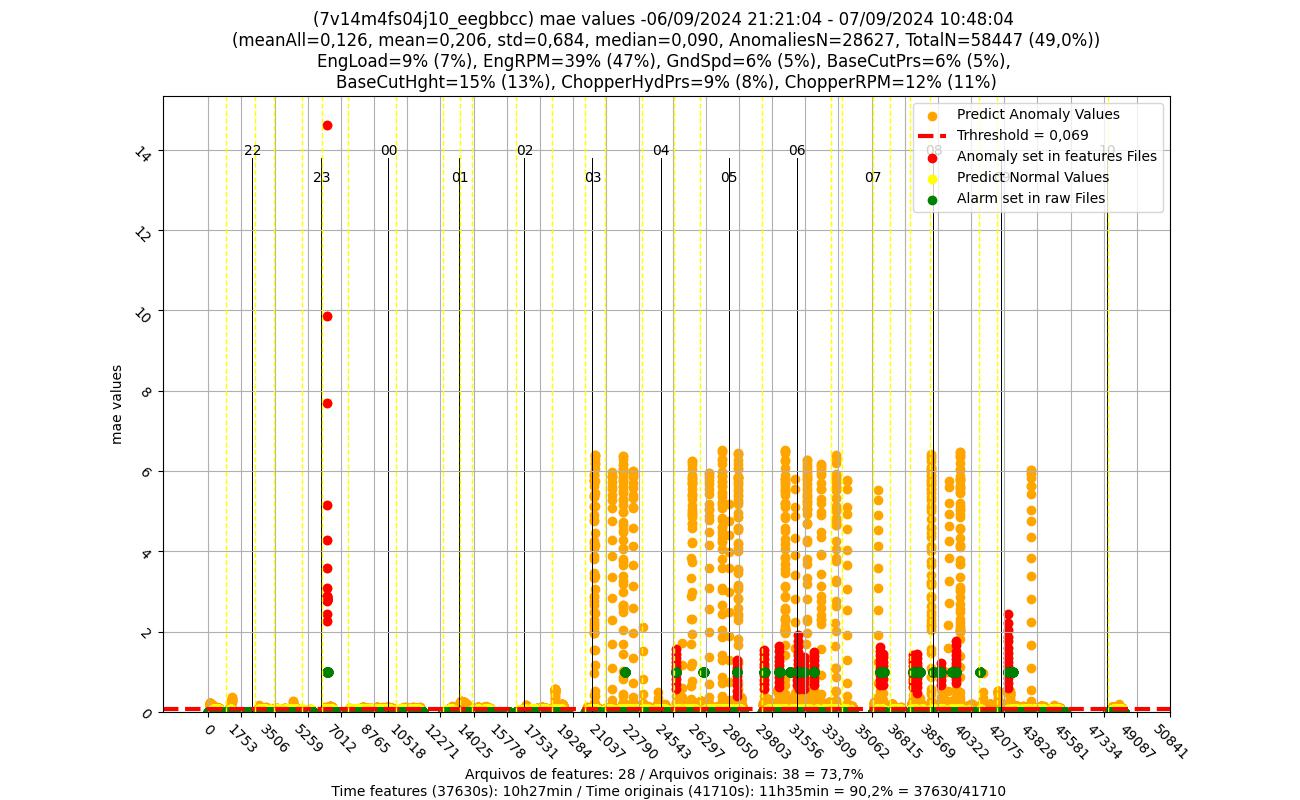 (7v14m4fs04j10_eegbbcc) mae values -06/09/2024 21:21:04 - 07/09/2024 10:48:04
(meanAll=0,126, mean=0,206, std=0,684, median=0,090, AnomaliesN=28627, TotalN=58447 (49,0%))
EngLoad=9% (7%), EngRPM=39% (47%), GndSpd=6% (5%), BaseCutPrs=6% (5%),
BaseCutHght=15% (13%), ChopperHydPrs=9% (8%), ChopperRPM=12% (11%)
Predict Anomaly Values
Trhreshold = 0,069
Anomaly set in features Files
Predict Normal Values
Alarm set in raw Files
22 00 02 04 06 08 10
23 01 03 05 07
14
12
10
8
6
4
2
0
mae values
0 1753 3506 5259 7012 8765 10518 12271 14025 15778 17531 19284 21037 22790 24543 26297 28050 29803 31556 33309 35062 36815 38569 40322 42075 43828 45581 47334 49087 50841
Arquivos de features: 28 / Arquivos originais: 38 = 73,7%
Time features (37630s): 10h27min / Time originais (41710s): 11h35min = 90,2% = 37630/41710